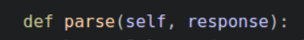 def parse(self, response):